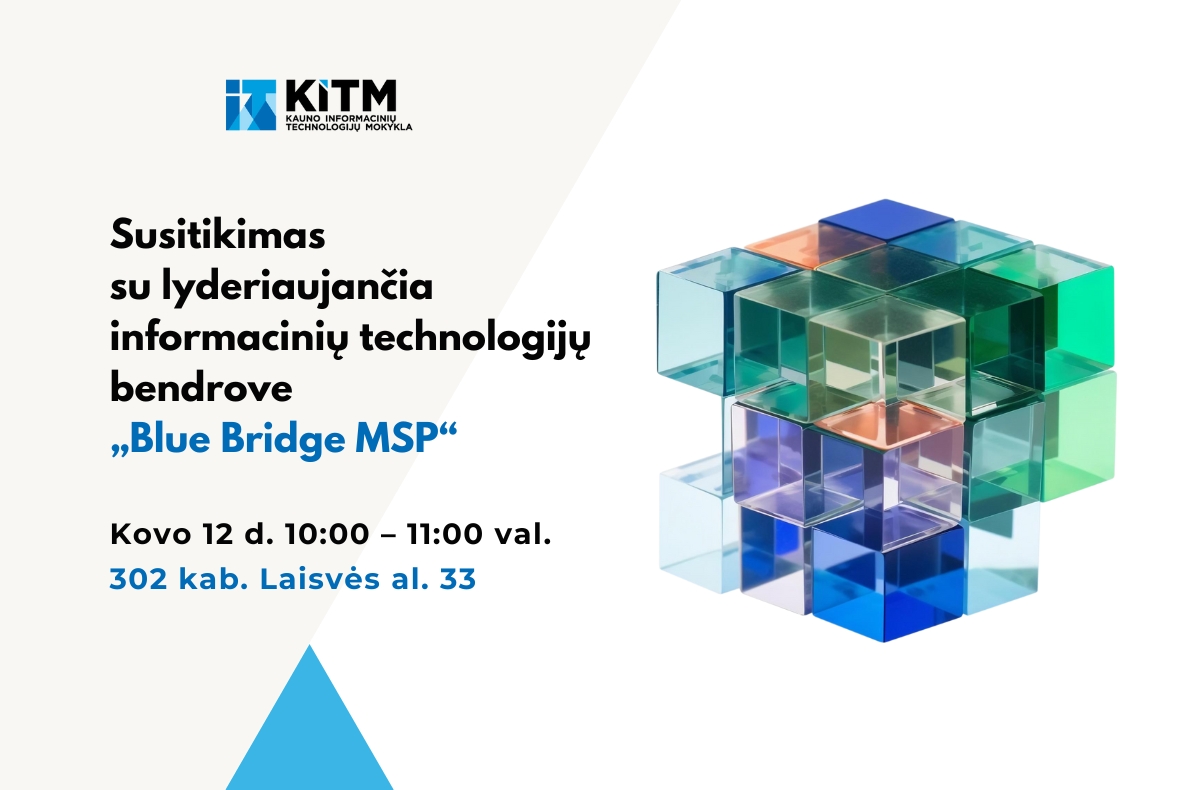 iT KiTM
KAUNO INFORMACINIŲ
TECHNOLOGIJŲ MOKYKLA
Susitikimas
su lyderiaujančia
informacinių technologijų
bendrove
„Blue Bridge MSP“
Kovo 12 d. 10:00 – 11:00 val.
302 kab. Laisvės al. 33